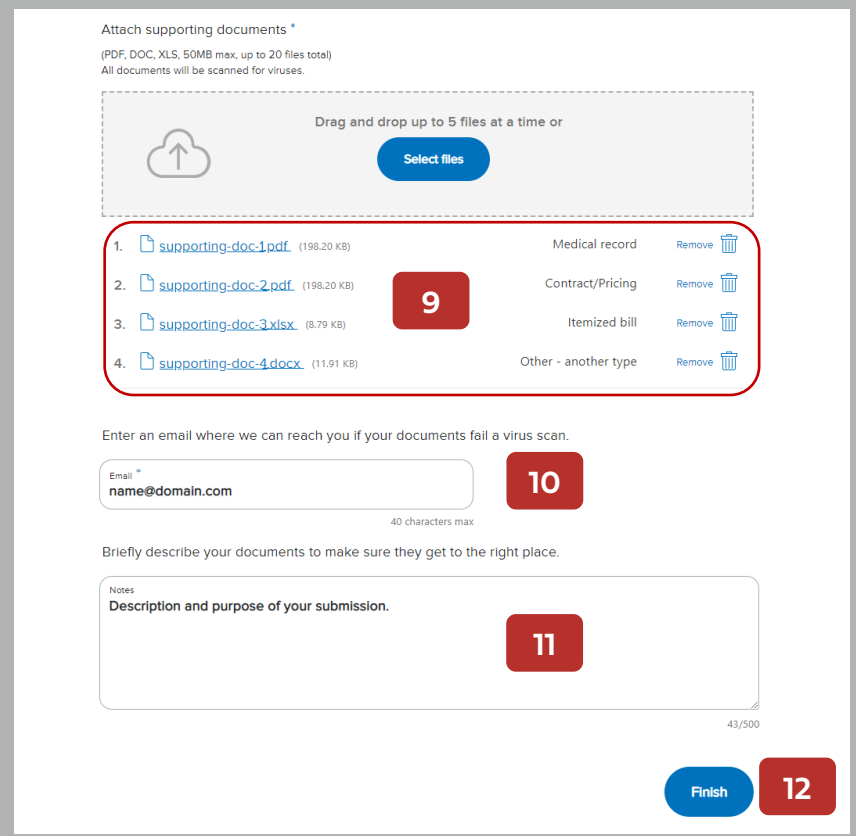 Attach supporting documents *
(PDF, DOC, XLS, 50MB max, up to 20 files total)
All documents will be scanned for viruses.
Drag and drop up to 5 files at a time or
Select files
1. supporting-doc-1.pdf (198.20 KB) Medical record Remove
2. supporting-doc-2.pdf (198.20 KB) Contract/Pricing Remove
9
3. supporting-doc-3.xlsx (8.79 KB) Itemized bill Remove
4. supporting-doc-4.docx (11.91 KB) Other - another type Remove
Enter an email where we can reach you if your documents fail a virus scan.
Email *
name@domain.com
10
40 characters max
Briefly describe your documents to make sure they get to the right place.
Notes
Description and purpose of your submission.
11
43/500
Finish
12